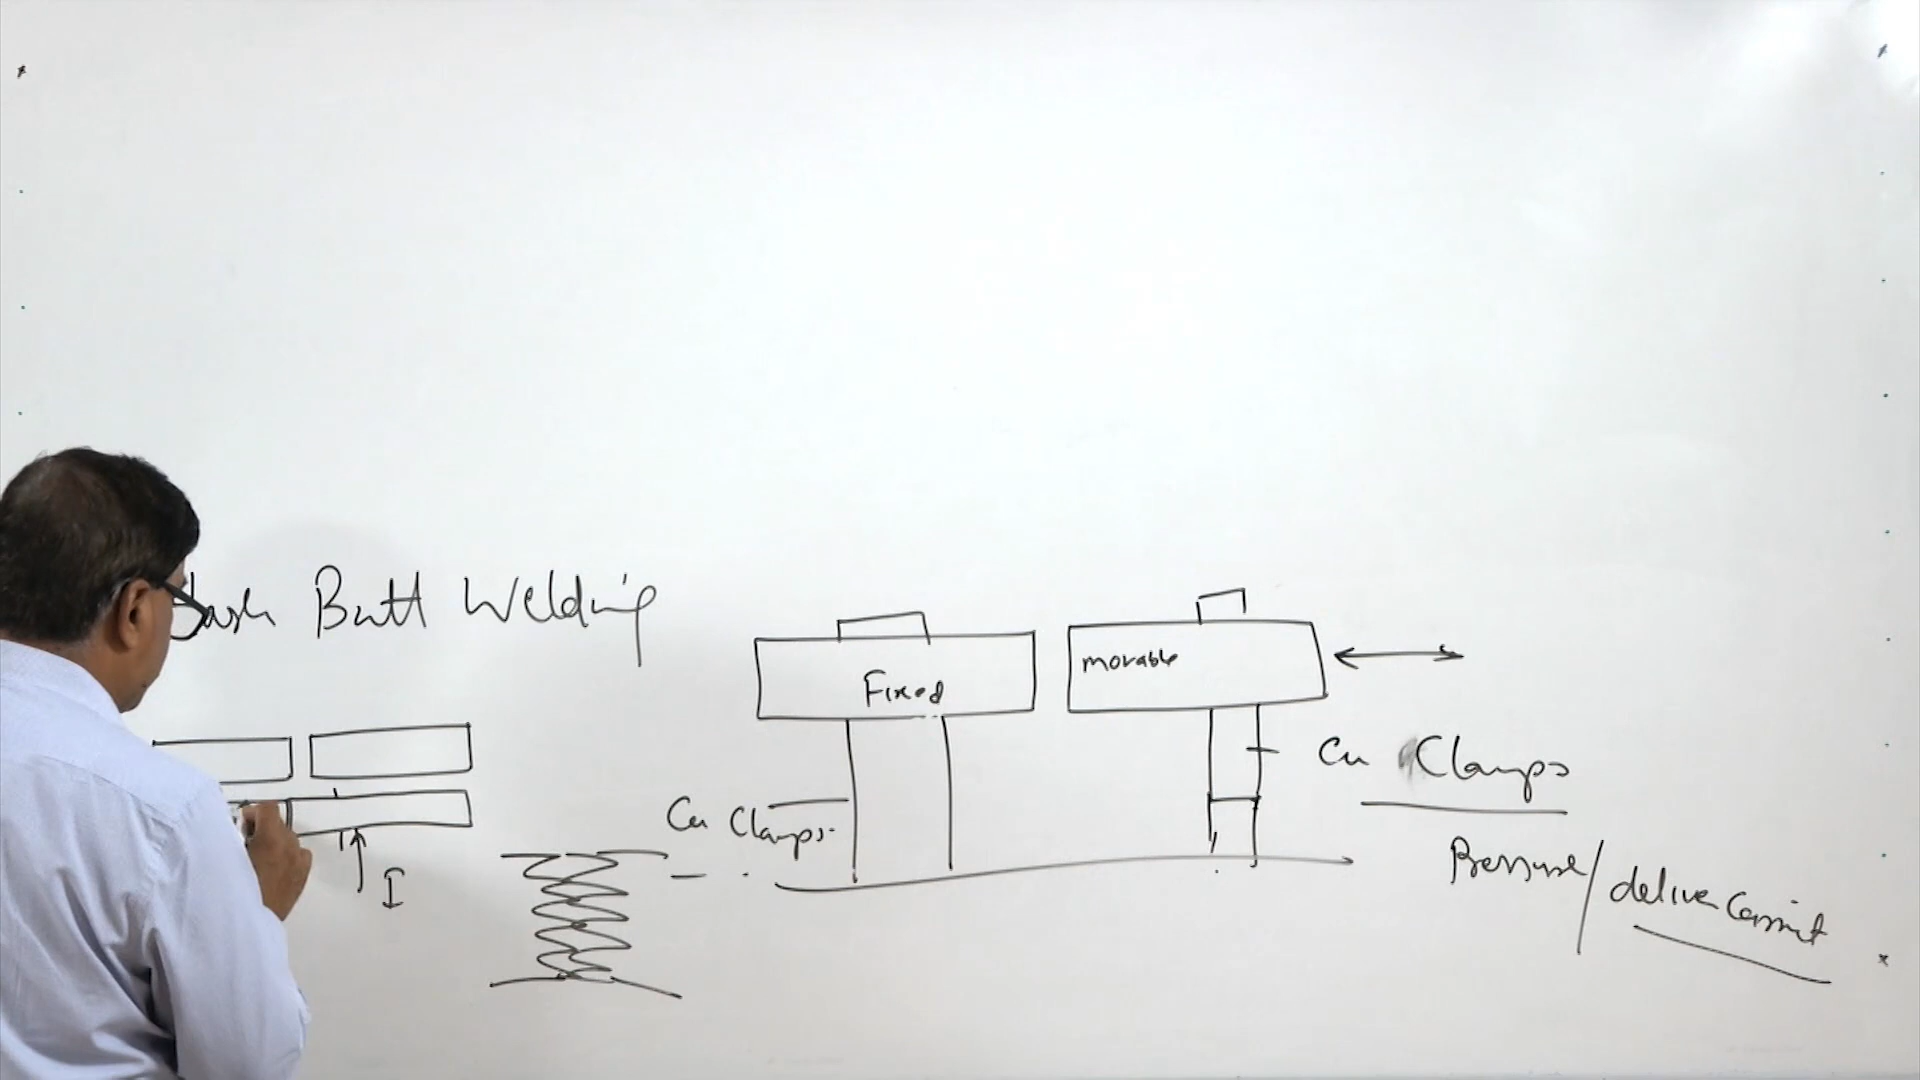 Butt Welding
Fixed
movable
Cu Clamps
Cu Clamps
Pressure/deliver Current
I